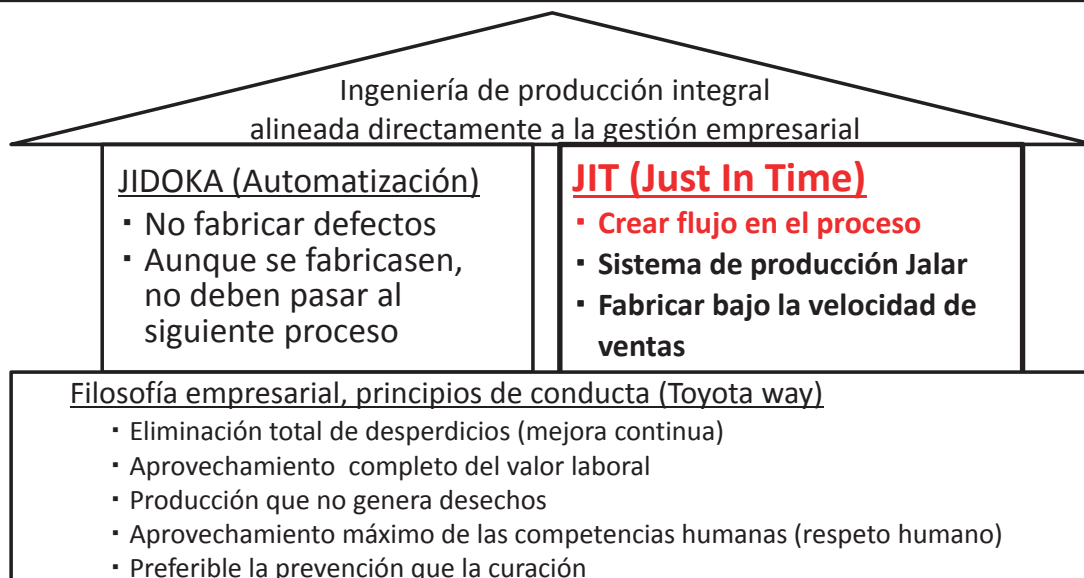 Ingeniería de producción integral
alineada directamente a la gestión empresarial
JIDOKA (Automatización)
· No fabricar defectos
· Aunque se fabricasen,
no deben pasar al
siguiente proceso
JIT (Just In Time)
· Crear flujo en el proceso
· Sistema de producción Jalar
· Fabricar bajo la velocidad de
ventas
Filosofía empresarial, principios de conducta (Toyota way)
· Eliminación total de desperdicios (mejora continua)
· Aprovechamiento completo del valor laboral
· Producción que no genera desechos
· Aprovechamiento máximo de las competencias humanas (respeto humano)
· Preferible la prevención que la curación